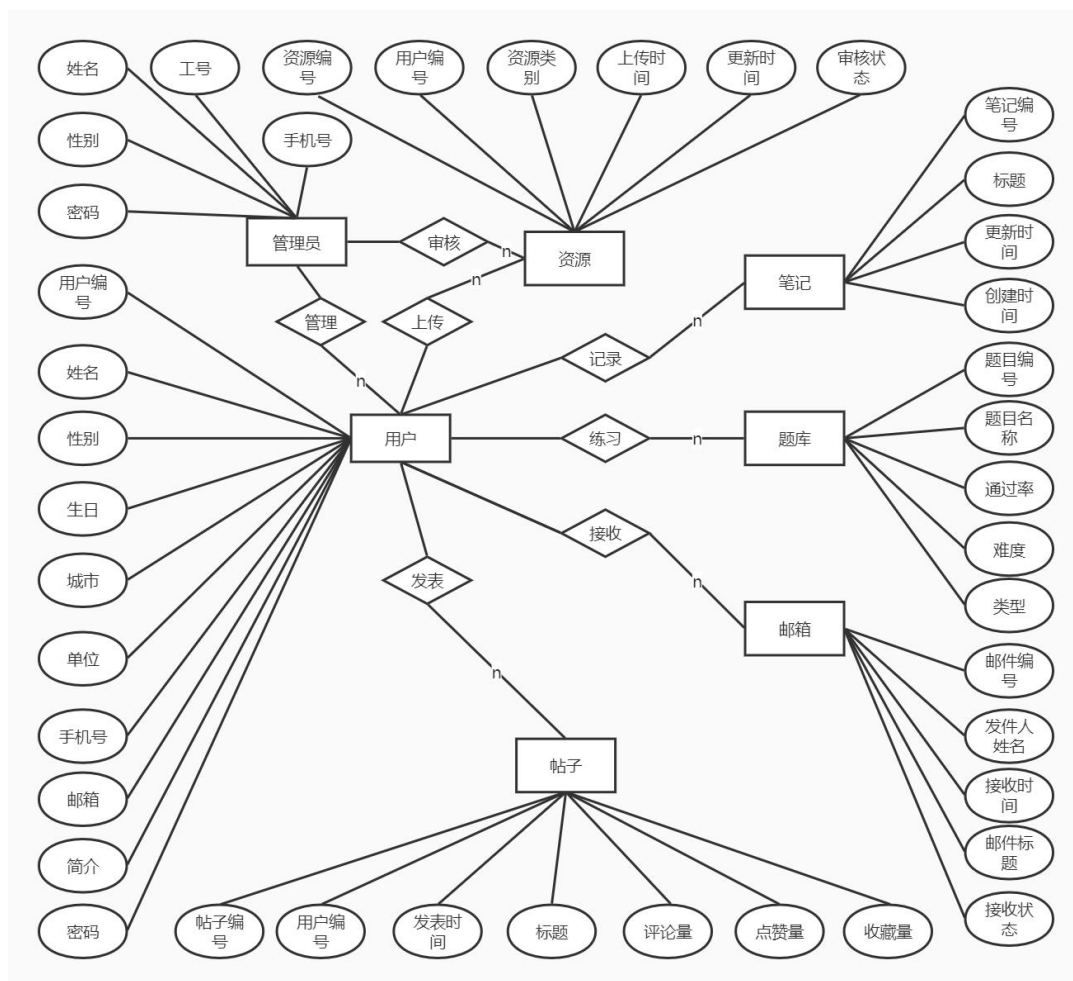 姓名
工号
资源编
号
用户编
号
资源类
别
上传时
间
更新时
间
审核状
态
笔记编
号
性别
手机号
标题
密码
管理员
审核
n
资源
更新时
间
用户编
号
n
笔记
创建时
间
管理
上传
n
记录
题目编
号
姓名
n
性别
用户
练习
n
题库
题目名
称
通过率
生日
接收
难度
城市
发表
n
类型
单位
邮箱
邮件编
号
n
手机号
帖子
发件人
姓名
邮箱
接收时
间
简介
邮件标
题
密码
帖子编
号
用户编
号
发表时
间
标题
评论量
点赞量
收藏量
接收状
态